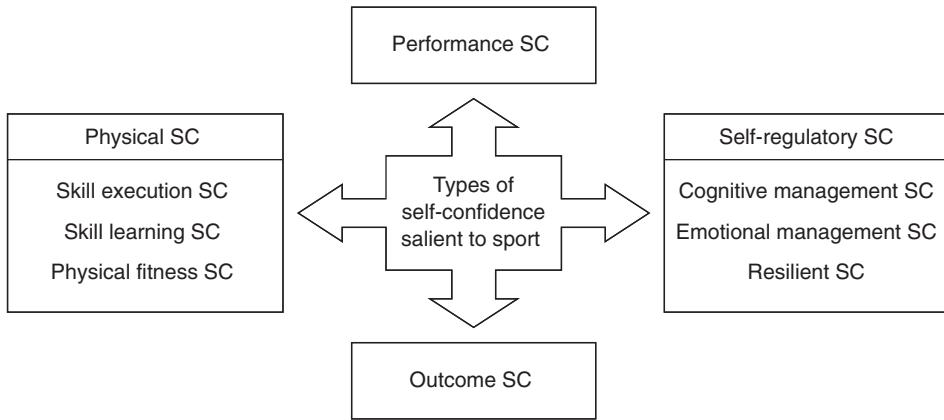 Performance SC
Physical SC
Skill execution SC
Skill learning SC
Physical fitness SC
Types of
self-confidence
salient to sport
Self-regulatory SC
Cognitive management SC
Emotional management SC
Resilient SC
Outcome SC